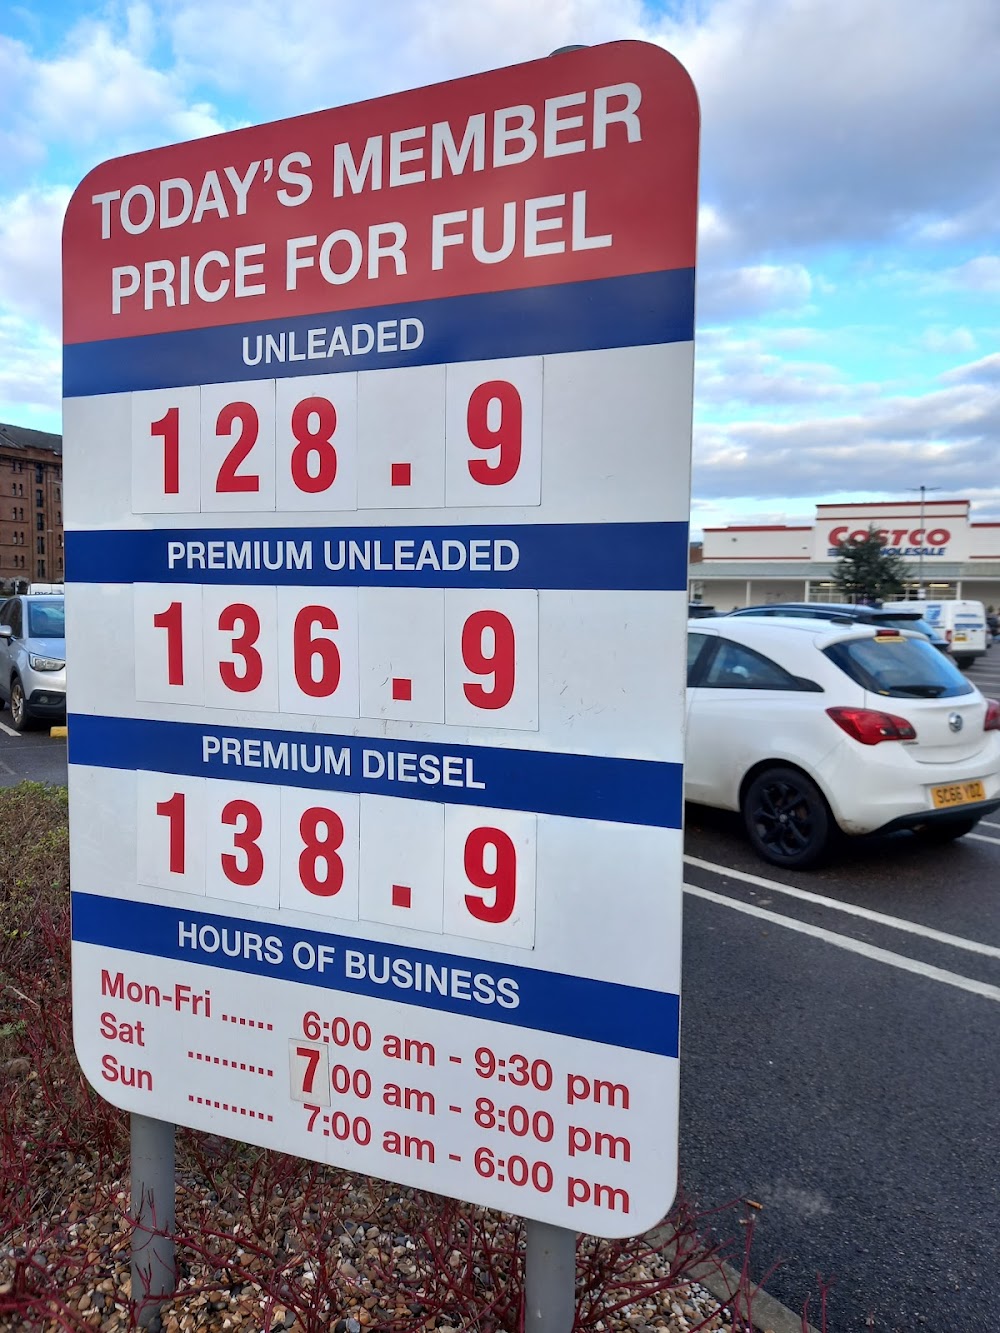 TODAY'S MEMBER
PRICE FOR FUEL
UNLEADED
128.9
PREMIUM UNLEADED
136.9
PREMIUM DIESEL
138.9
HOURS OF BUSINESS
Mon-Fri ...... 6:00 am - 9:30 pm
Sat .......... 7:00 am - 8:00 pm
Sun .......... 7:00 am - 6:00 pm
COSTCO
WHOLESALE
SC66 YDZ